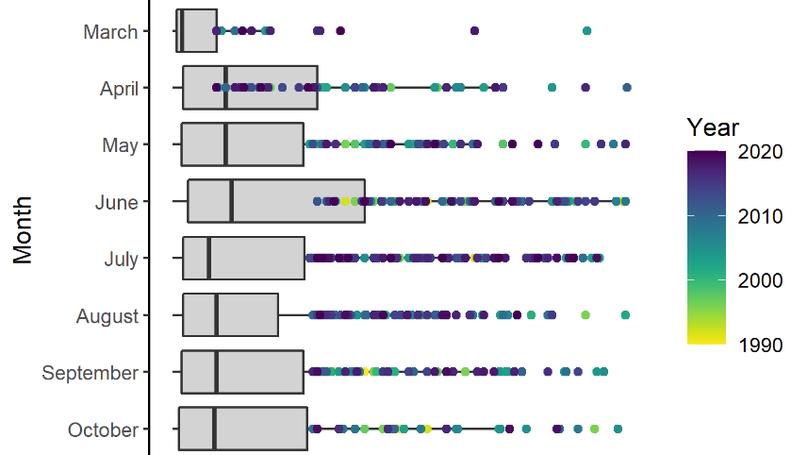 March
April
May
June
July
August
September
October
Month
Year
2020
2010
2000
1990